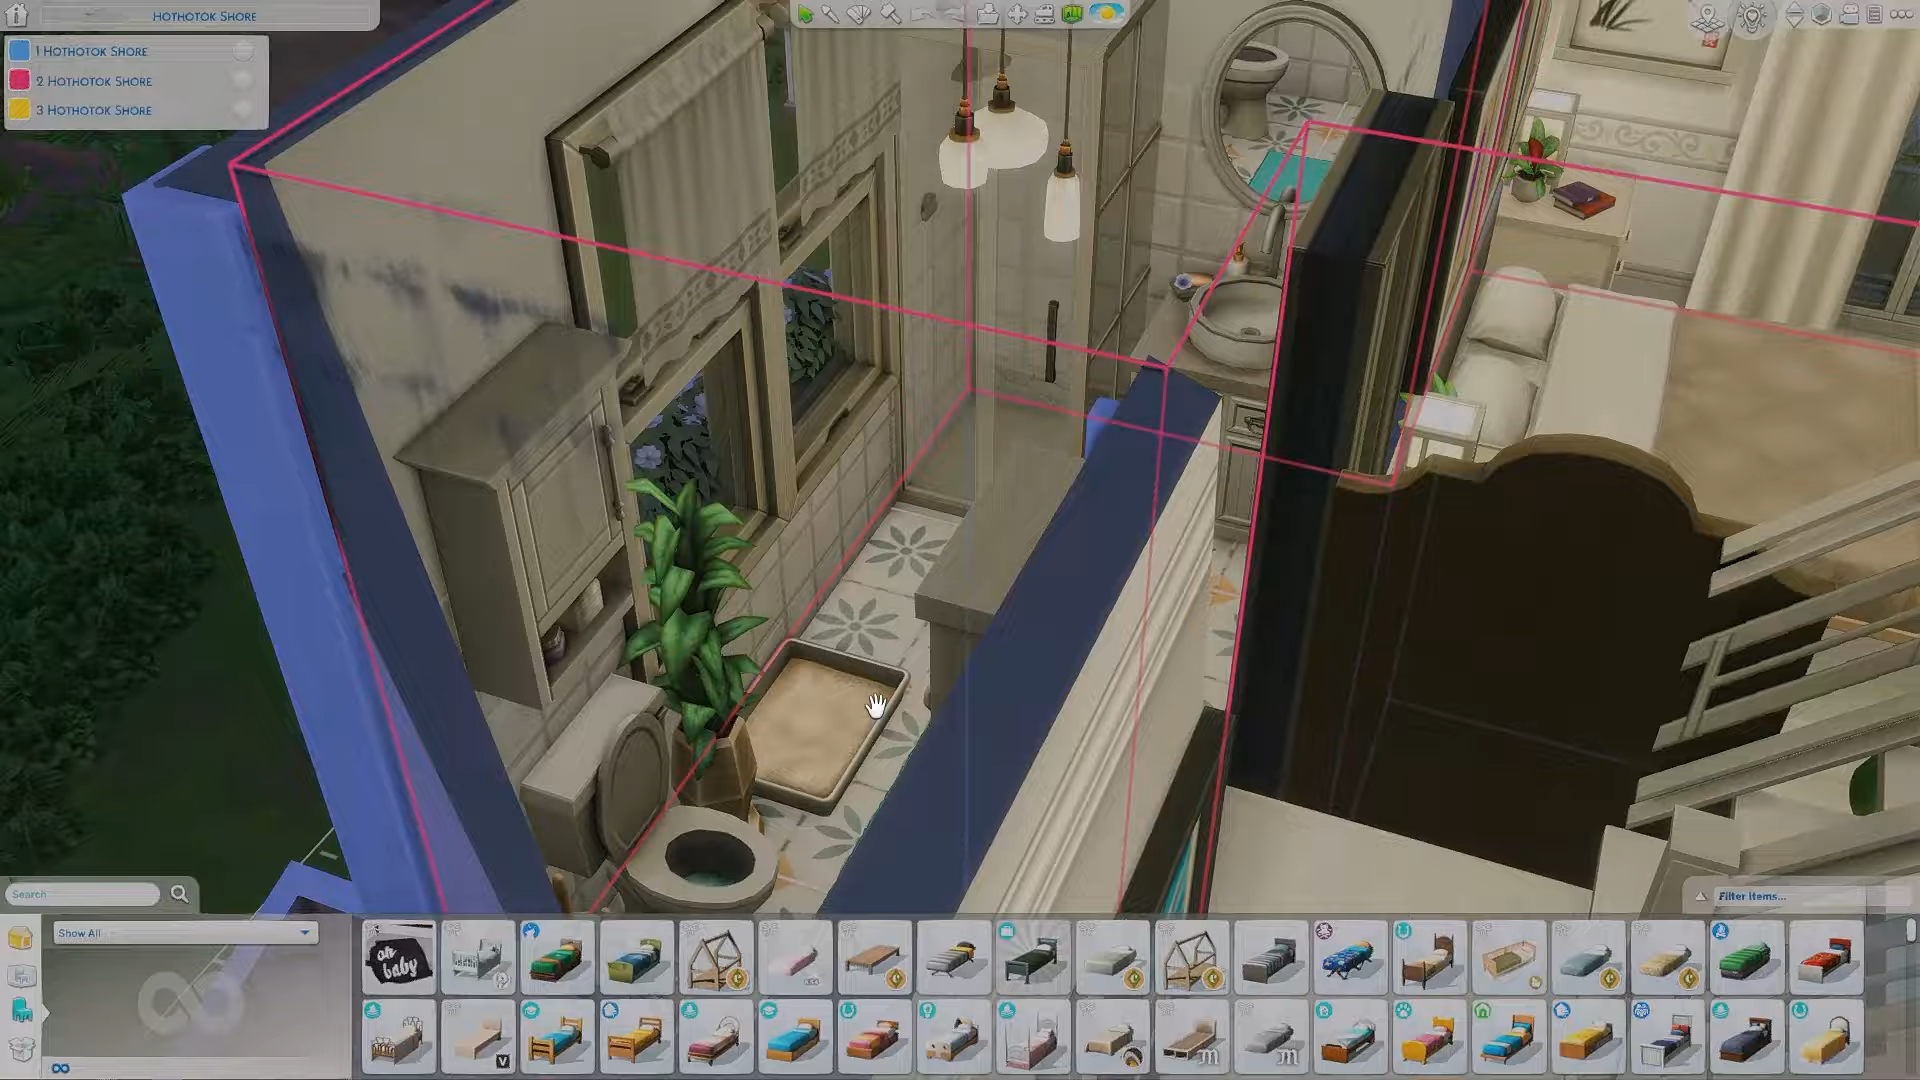 HOTHOTOK SHORE
1 HOTHOTOK SHORE
2 HOTHOTOK SHORE
3 HOTHOTOK SHORE
Search
Filter Items...
Show All
oh baby